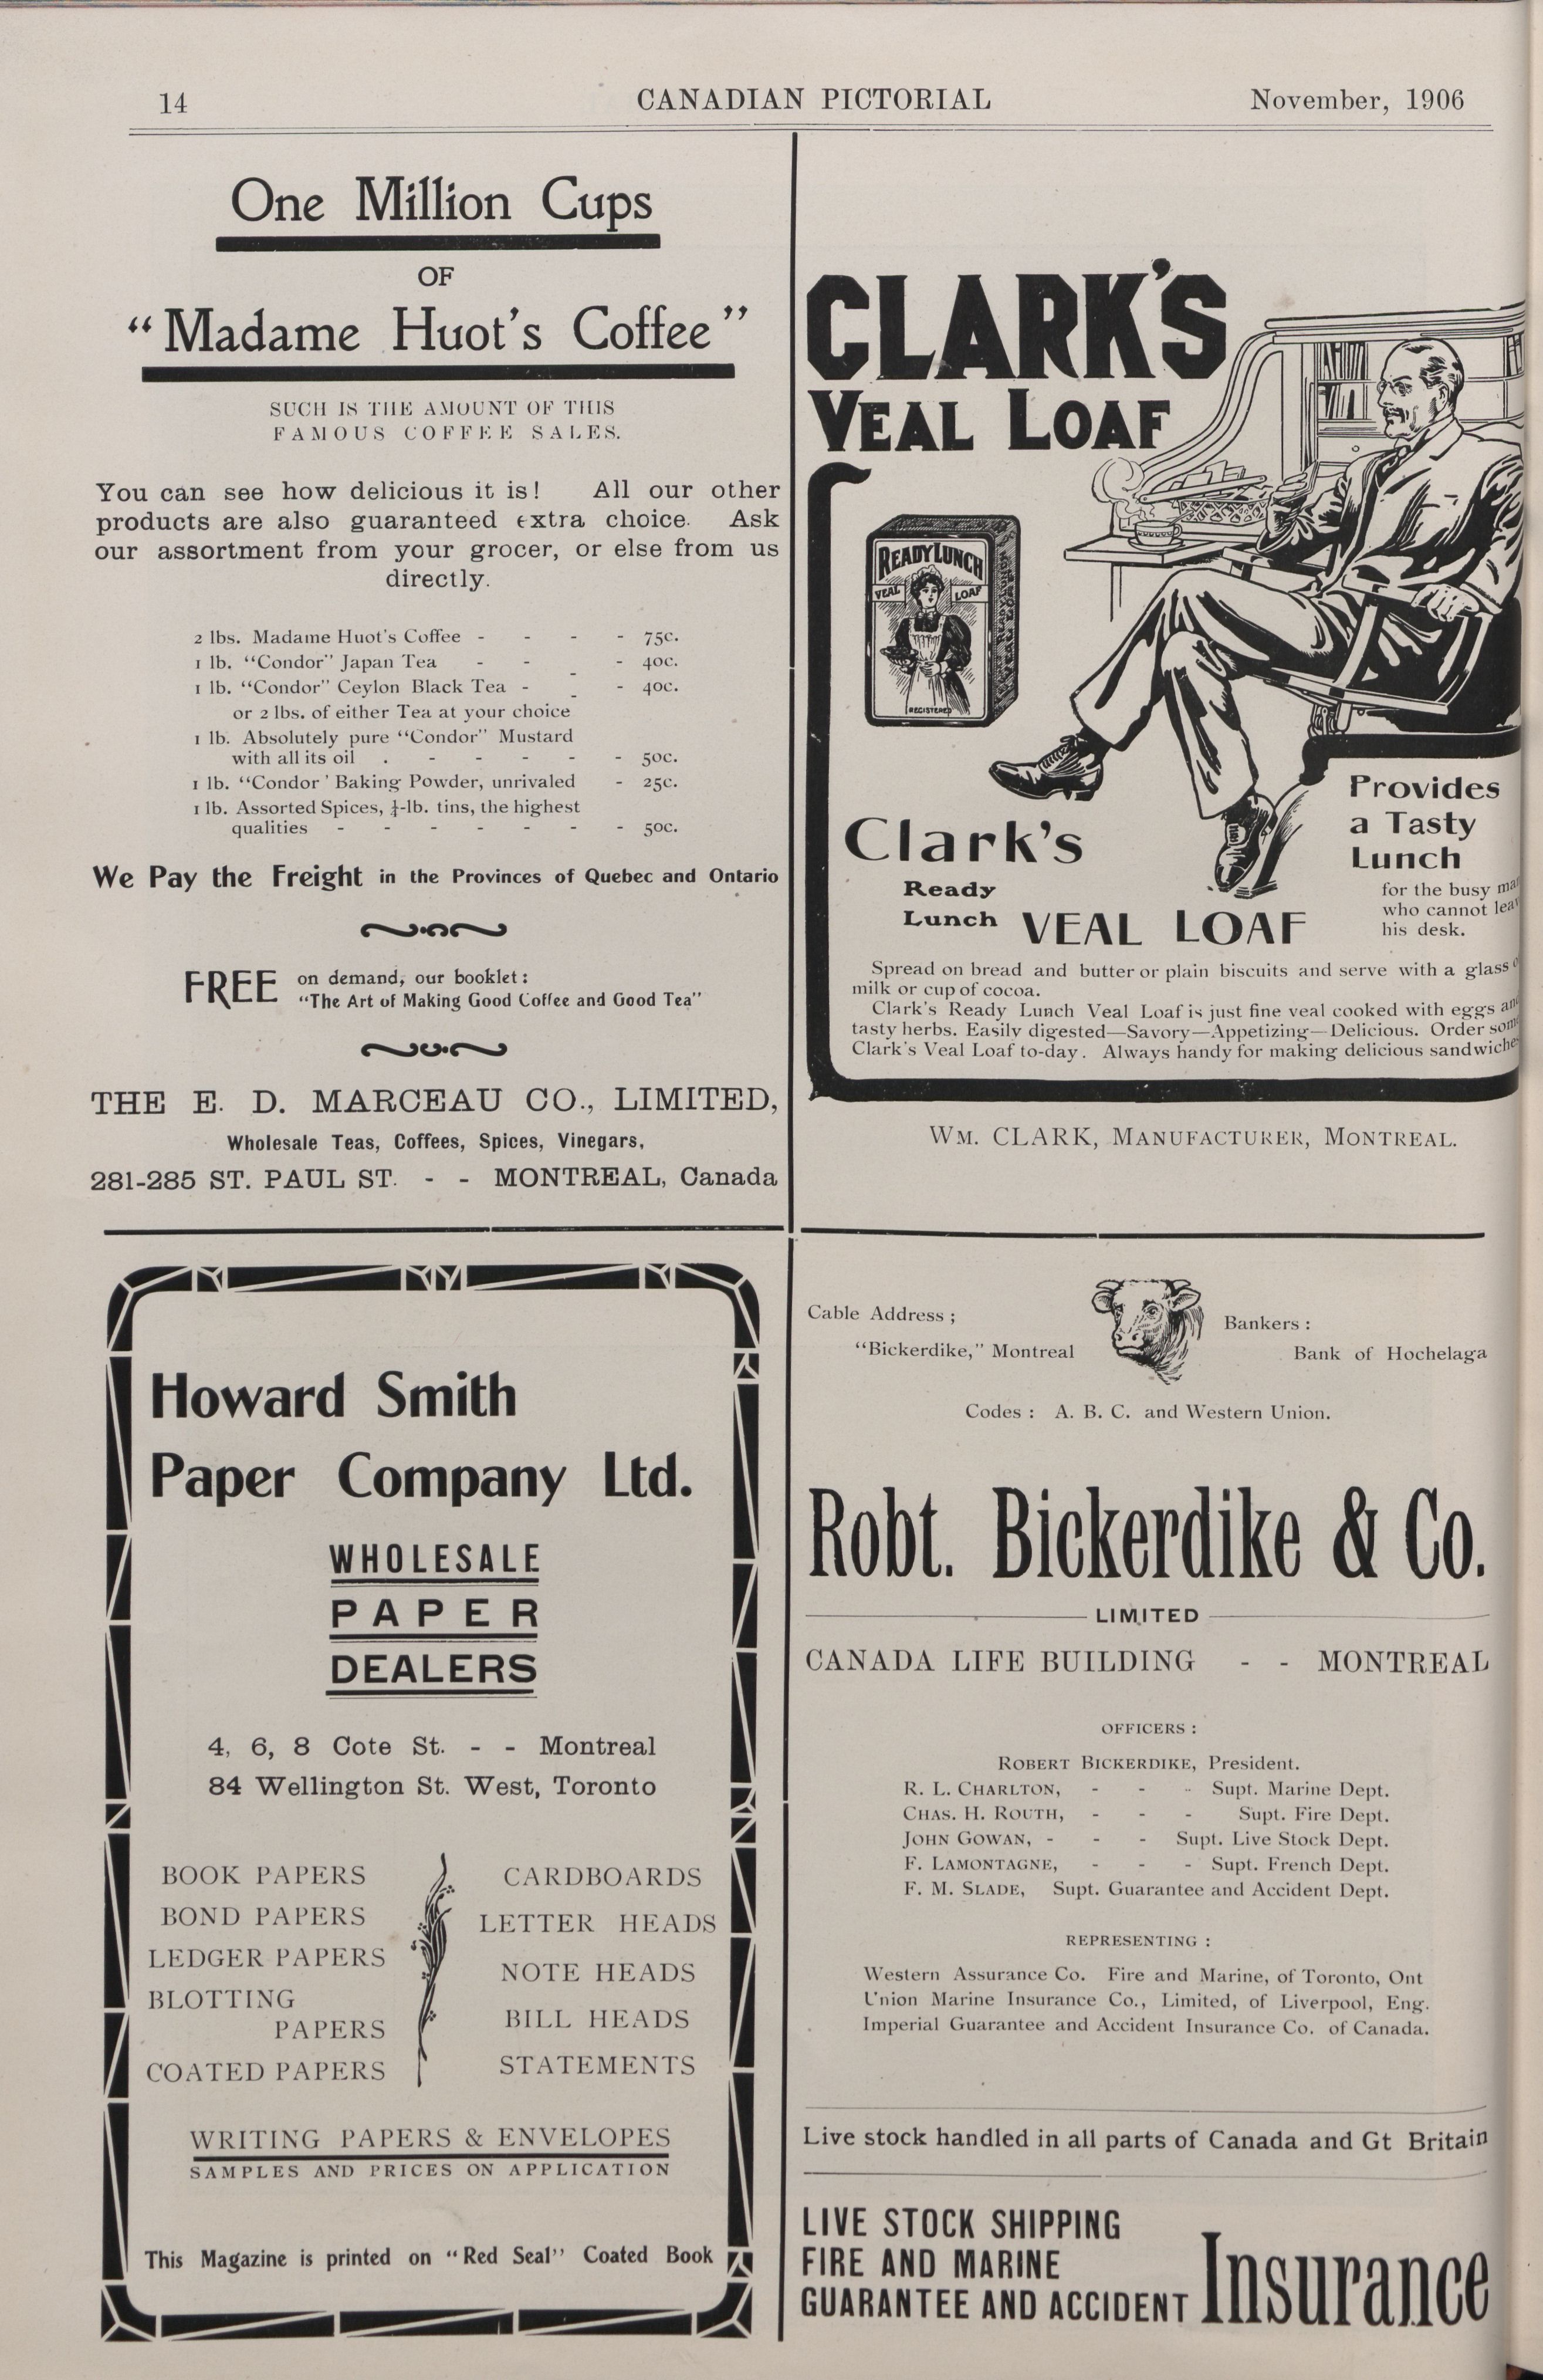 14
CANADIAN PICTORIAL
November, 1906
One Million Cups
OF
“Madame Huot's Coffee”
SUCH IS THE AMOUNT OF THIS
FAMOUS COFFEE SALES.
You can see how delicious it is! All our other
products are also guaranteed extra choice. Ask
our assortment from your grocer, or else from us
directly.
2 lbs. Madame Huot's Coffee - - - - 75c.
1 lb. “Condor” Japan Tea - - - - 40c.
1 lb. “Condor” Ceylon Black Tea - - - 40c.
or 2 lbs. of either Tea at your choice
1 lb. Absolutely pure “Condor” Mustard
with all its oil . - - - - - 50c.
1 lb. “Condor' Baking Powder, unrivaled - 25c.
1 lb. Assorted Spices, ¼-lb. tins, the highest
qualities - - - - - - - 50c.
We Pay the Freight in the Provinces of Quebec and Ontario
FREE on demand, our booklet:
“The Art of Making Good Coffee and Good Tea”
THE E. D. MARCEAU CO., LIMITED,
Wholesale Teas, Coffees, Spices, Vinegars,
281-285 ST. PAUL ST. - - MONTREAL, Canada
CLARK'S
VEAL LOAF
READY LUNCH
VEAL LOAF
REGISTERED
Provides
a Tasty
Lunch
for the busy man
who cannot leav
his desk.
Clark's
Ready
Lunch VEAL LOAF
Spread on bread and butter or plain biscuits and serve with a glass o
milk or cup of cocoa.
Clark's Ready Lunch Veal Loaf is just fine veal cooked with eggs and
tasty herbs. Easily digested—Savory—Appetizing—Delicious. Order some
Clark's Veal Loaf to-day. Always handy for making delicious sandwiches
WM. CLARK, MANUFACTURER, MONTREAL.
Howard Smith
Paper Company Ltd.
WHOLESALE
PAPER
DEALERS
4, 6, 8 Cote St. - - Montreal
84 Wellington St. West, Toronto
BOOK PAPERS
BOND PAPERS
LEDGER PAPERS
BLOTTING
PAPERS
COATED PAPERS
CARDBOARDS
LETTER HEADS
NOTE HEADS
BILL HEADS
STATEMENTS
WRITING PAPERS & ENVELOPES
SAMPLES AND PRICES ON APPLICATION
This Magazine is printed on “Red Seal” Coated Book
Cable Address;
“Bickerdike,” Montreal
Bankers:
Bank of Hochelaga
Codes: A. B. C. and Western Union.
Robt. Bickerdike & Co.
LIMITED
CANADA LIFE BUILDING - - MONTREAL
OFFICERS:
ROBERT BICKERDIKE, President.
R. L. CHARLTON, - - - Supt. Marine Dept.
CHAS. H. ROUTH, - - - Supt. Fire Dept.
JOHN GOWAN, - - - Supt. Live Stock Dept.
F. LAMONTAGNE, - - - Supt. French Dept.
F. M. SLADE, Supt. Guarantee and Accident Dept.
REPRESENTING:
Western Assurance Co. Fire and Marine, of Toronto, Ont
Union Marine Insurance Co., Limited, of Liverpool, Eng.
Imperial Guarantee and Accident Insurance Co. of Canada.
Live stock handled in all parts of Canada and Gt Britain
LIVE STOCK SHIPPING
FIRE AND MARINE
GUARANTEE AND ACCIDENT Insurance